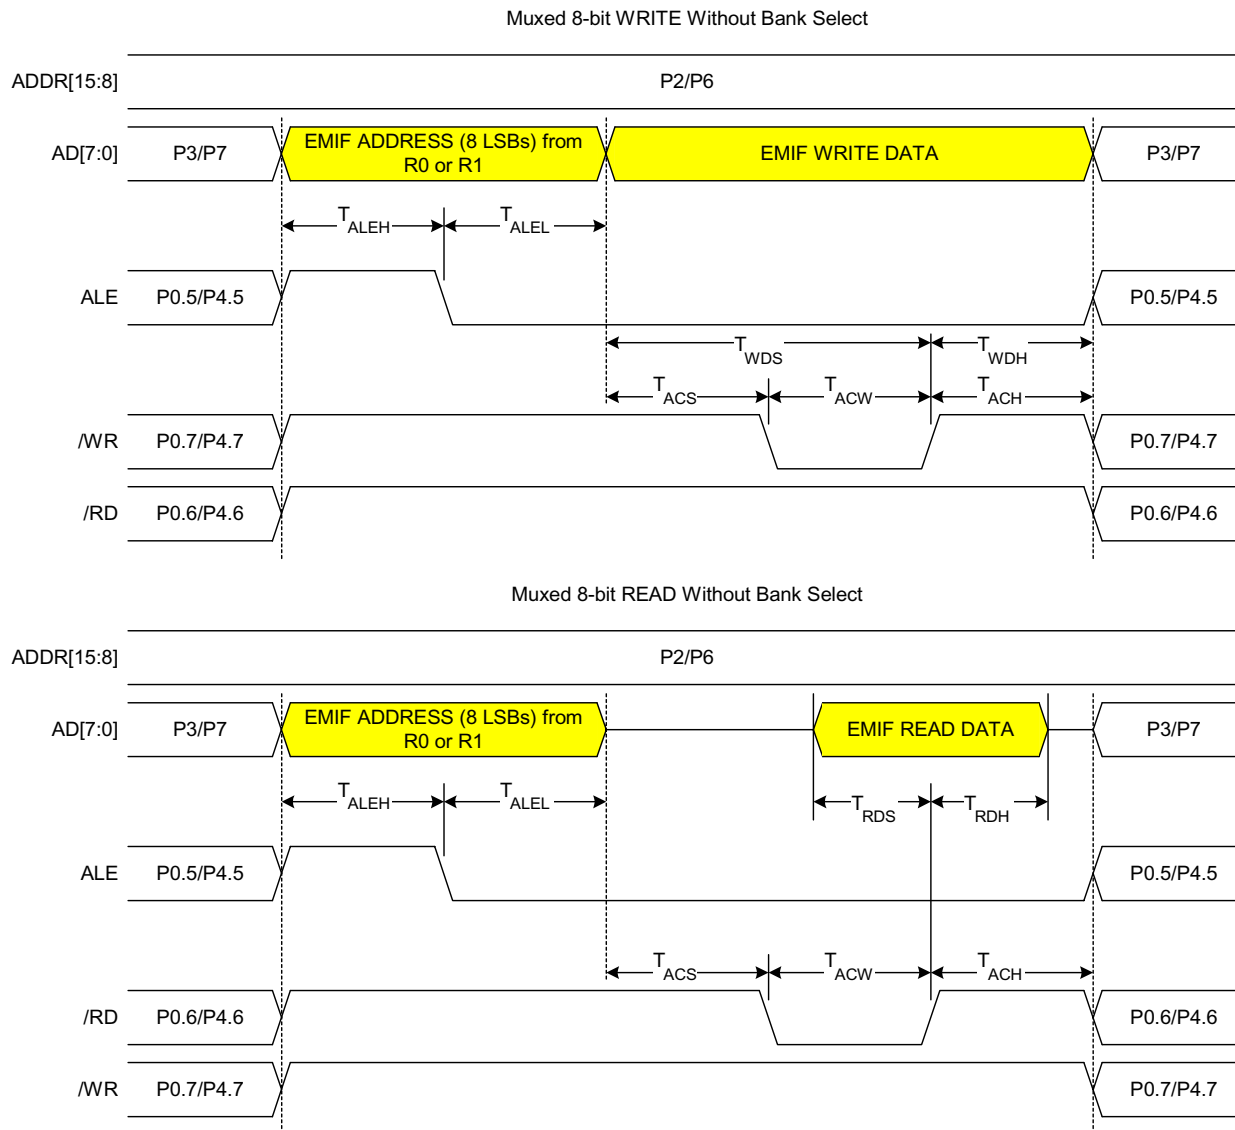 Muxed 8-bit WRITE Without Bank Select
ADDR[15:8] P2/P6
AD[7:0] P3/P7 EMIF ADDRESS (8 LSBs) from R0 or R1 EMIF WRITE DATA P3/P7
TALEH TALEL
ALE P0.5/P4.5 P0.5/P4.5
TWDS TWDH
TACS TACW TACH
/WR P0.7/P4.7 P0.7/P4.7
/RD P0.6/P4.6 P0.6/P4.6
Muxed 8-bit READ Without Bank Select
ADDR[15:8] P2/P6
AD[7:0] P3/P7 EMIF ADDRESS (8 LSBs) from R0 or R1 EMIF READ DATA P3/P7
TALEH TALEL TRDS TRDH
ALE P0.5/P4.5 P0.5/P4.5
TACS TACW TACH
/RD P0.6/P4.6 P0.6/P4.6
/WR P0.7/P4.7 P0.7/P4.7